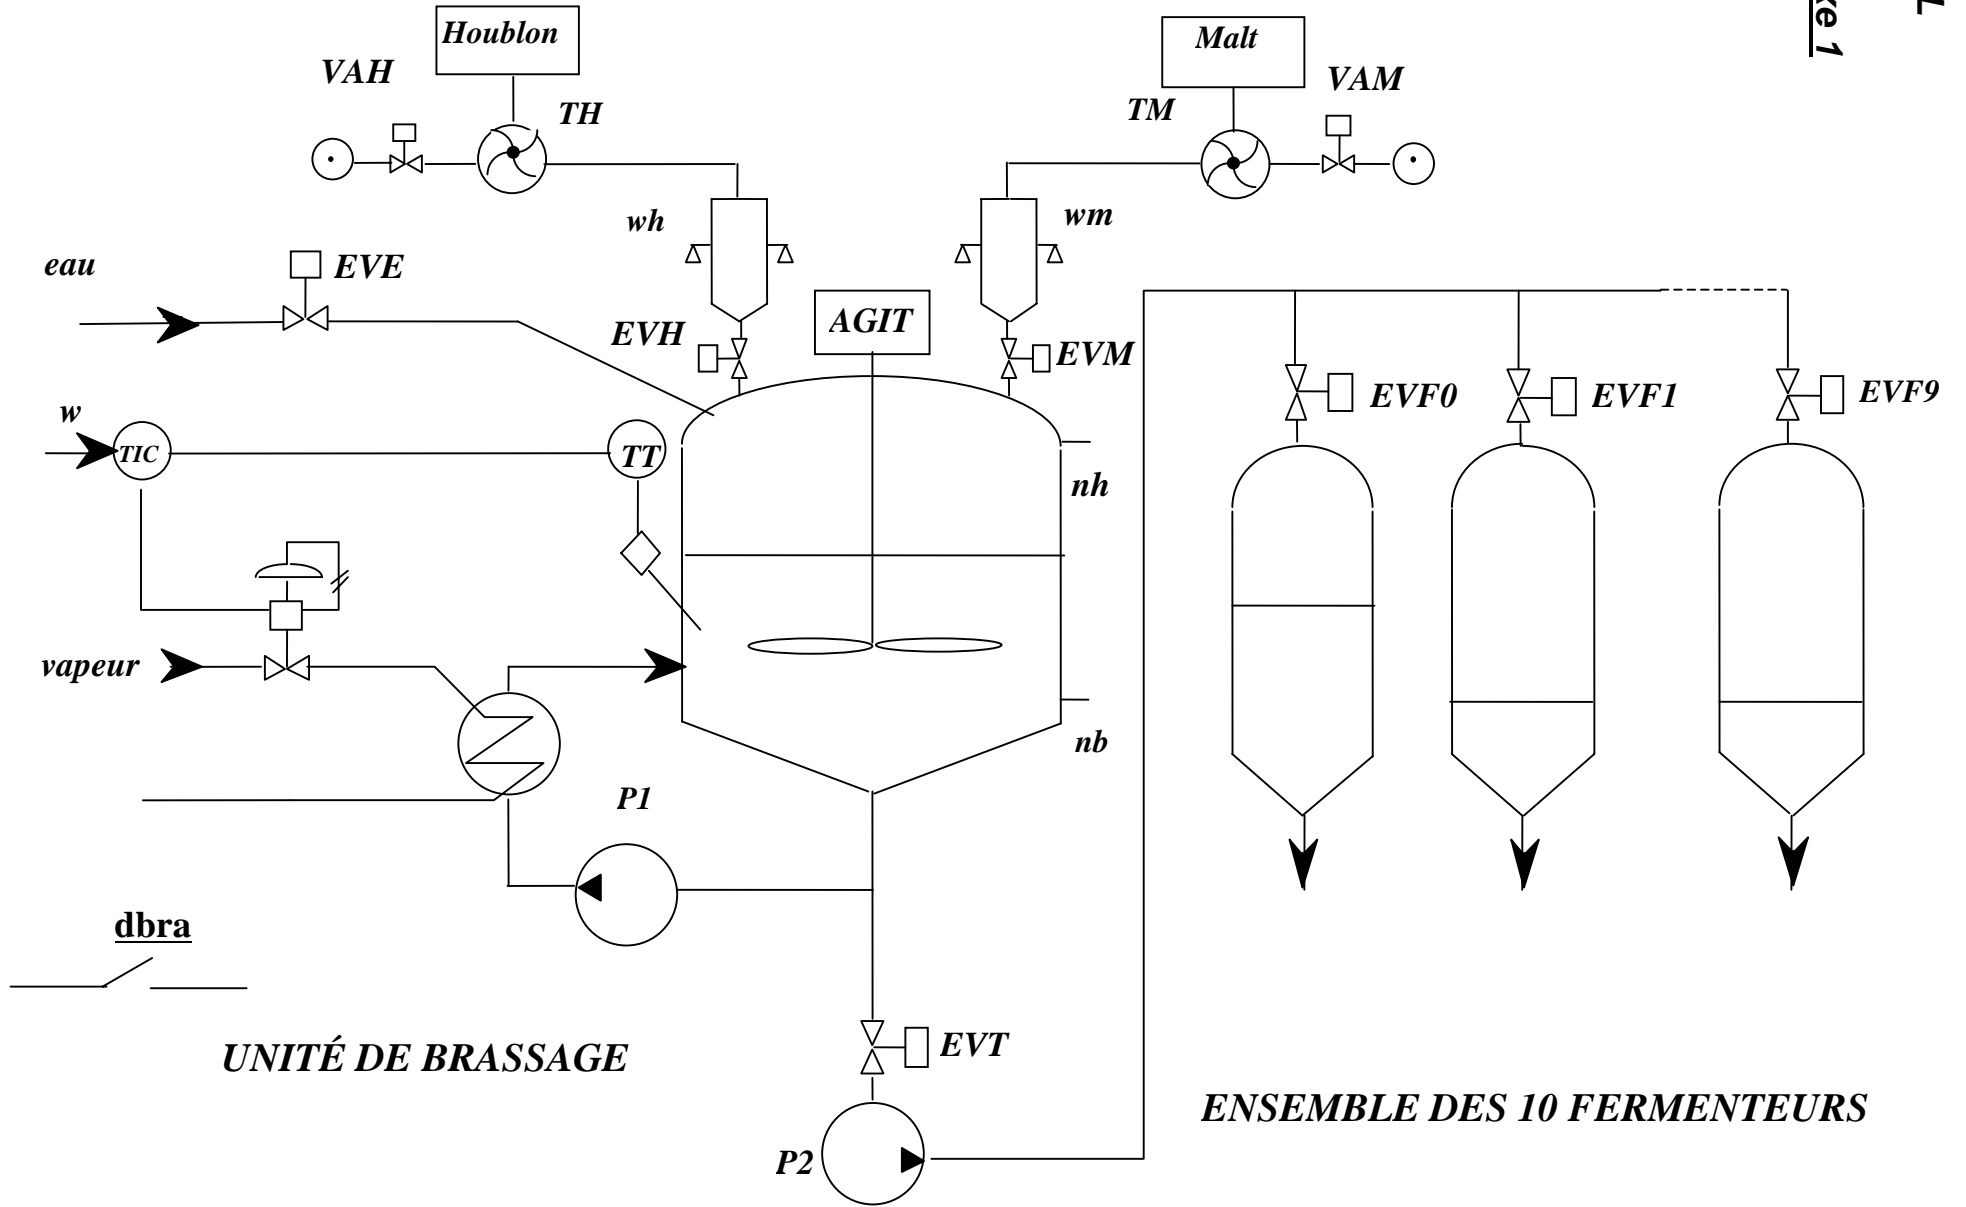 L
Houblon
Malt
VAH
VAM
TH
TM
wh
wm
eau
EVE
EVH
AGIT
EVM
w
EVF0
EVF1
EVF9
TIC
TT
nh
vapeur
nb
P1
dbra
UNITÉ DE BRASSAGE
EVT
ENSEMBLE DES 10 FERMENTEURS
P2